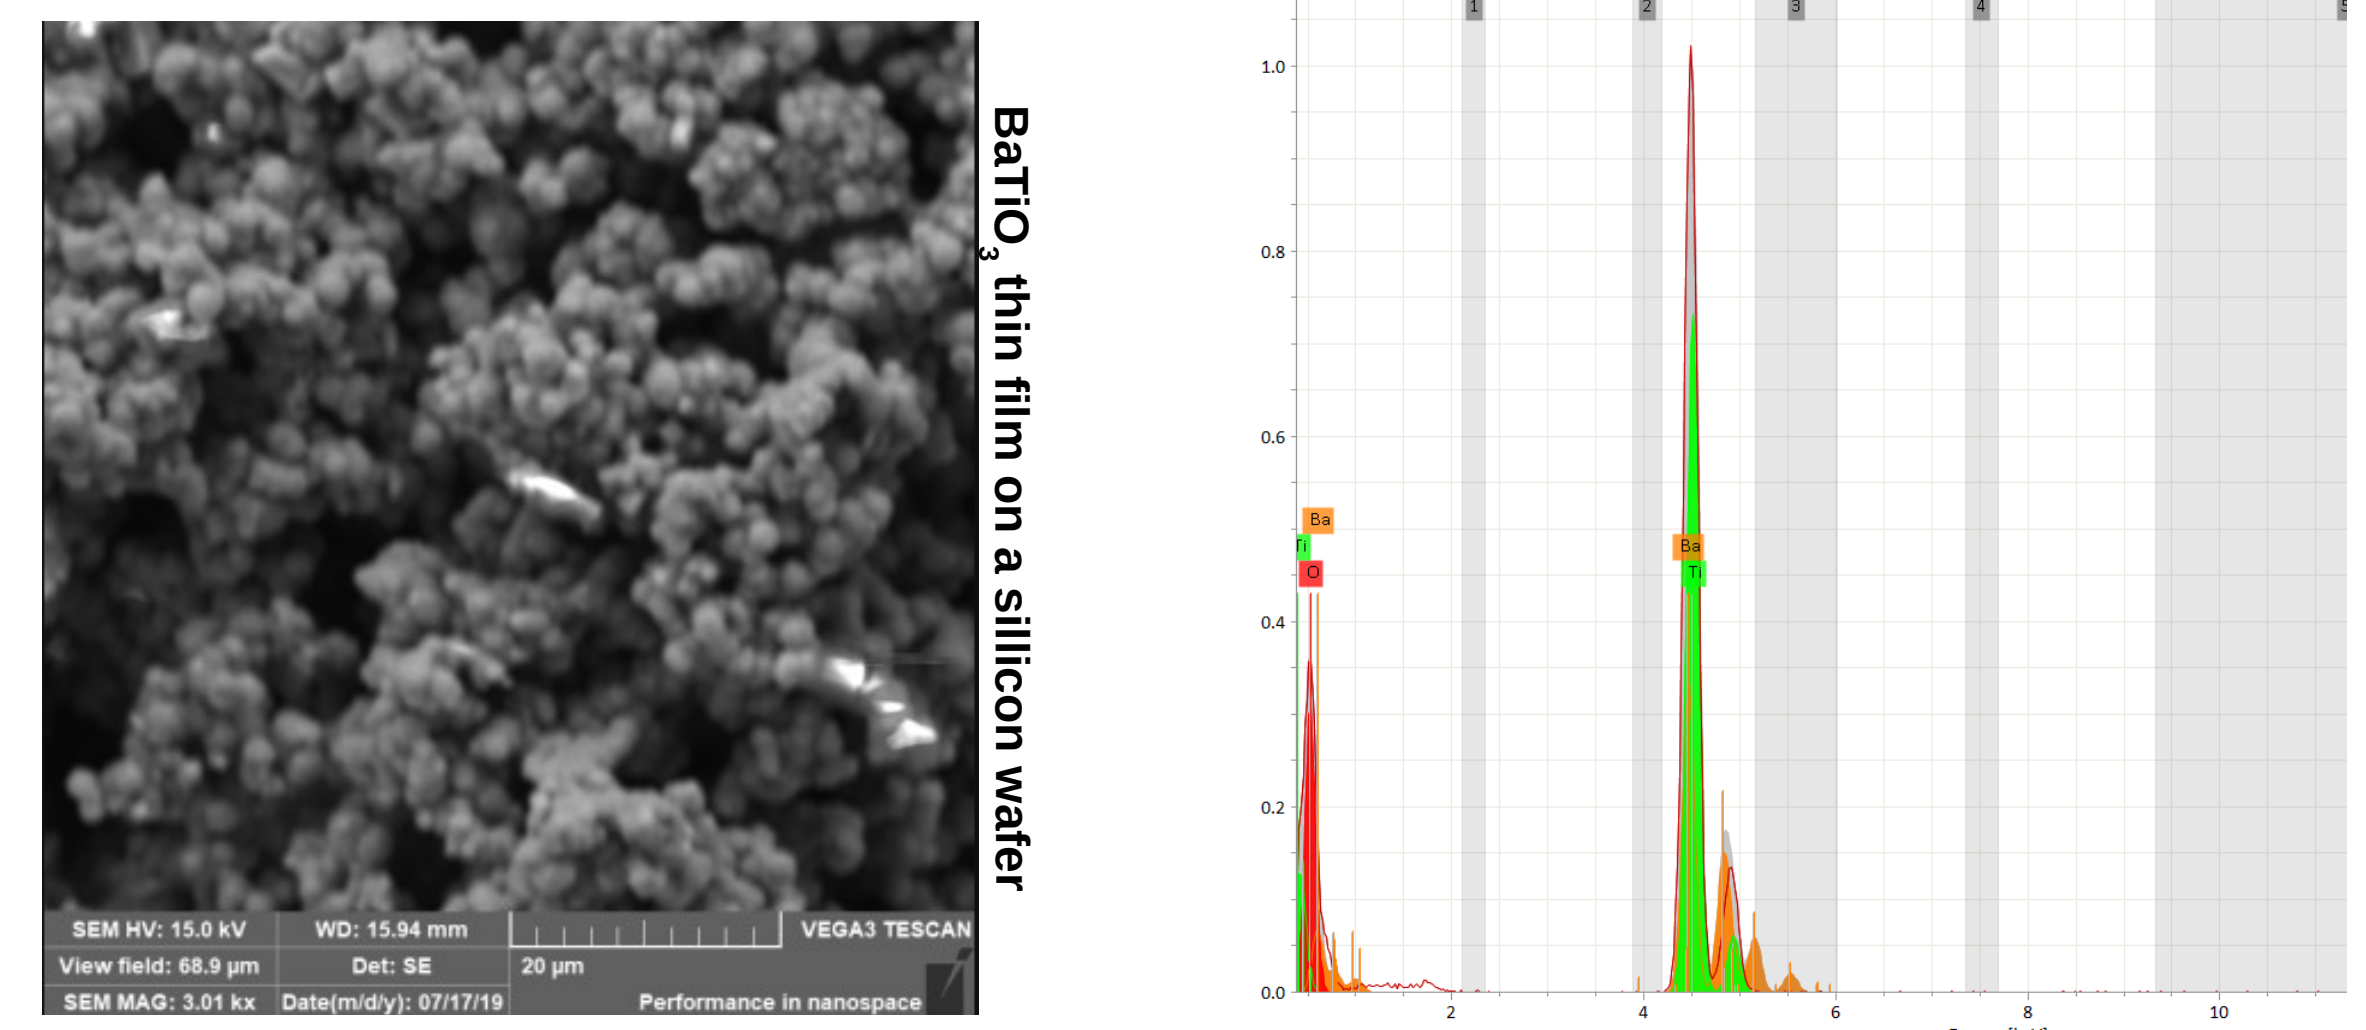 BaTiO3 thin film on a sillicon wafer
SEM HV: 15.0 kV
WD: 15.94 mm
VEGA3 TESCAN
View field: 68.9 µm
Det: SE
20 µm
SEM MAG: 3.01 kx
Date(m/d/y): 07/17/19
Performance in nanospace
1
2
3
4
5
1.0
0.8
0.6
0.4
0.2
0.0
Ba
Ti
O
Ba
Ti
2
4
6
8
10